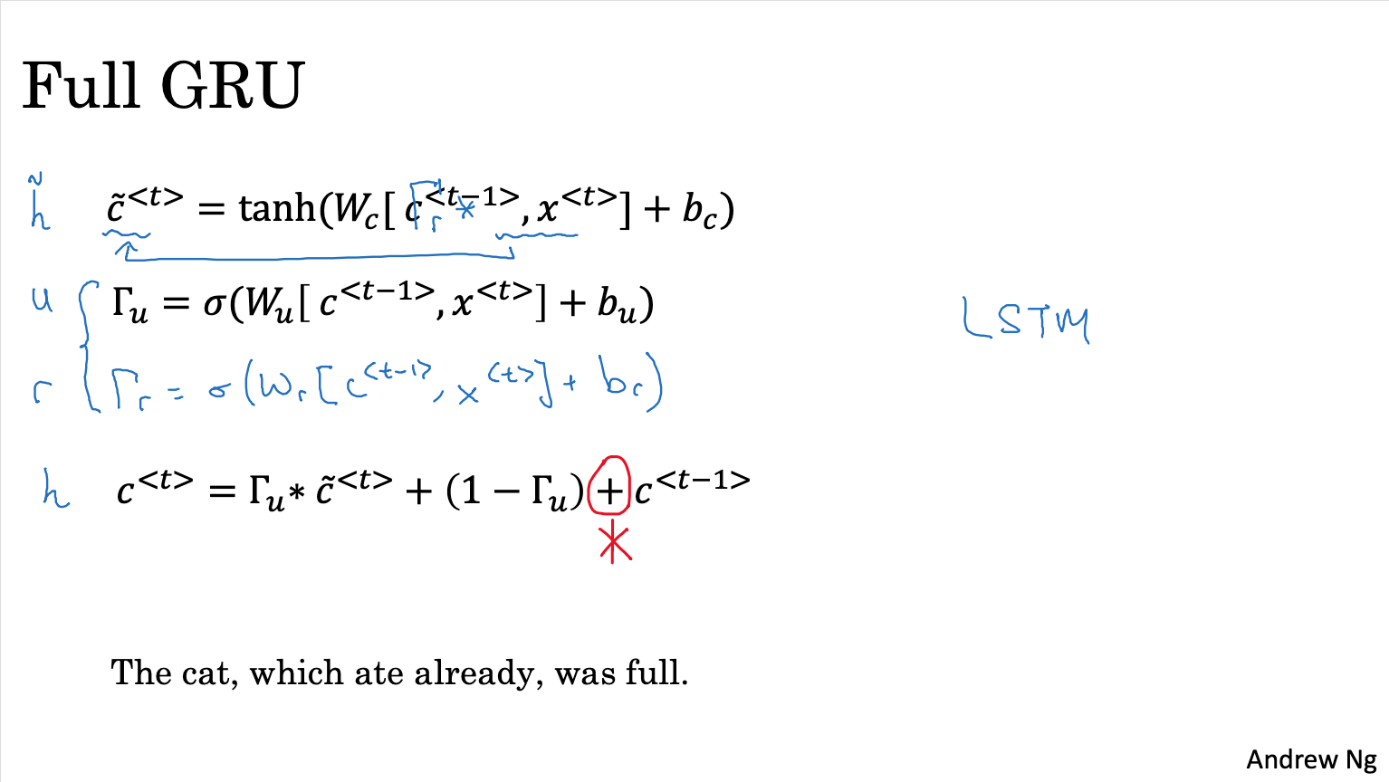 Full GRU
h̃ c̃<t> = tanh(Wc[ Γr * c<t−1>, x<t>] + bc)
u Γu = σ(Wu[ c<t−1>, x<t>] + bu)
LSTM
r Γr = σ(Wr[ c<t−1>, x<t>] + br)
h c<t> = Γu * c̃<t> + (1 − Γu) + c<t−1>
*
The cat, which ate already, was full.
Andrew Ng